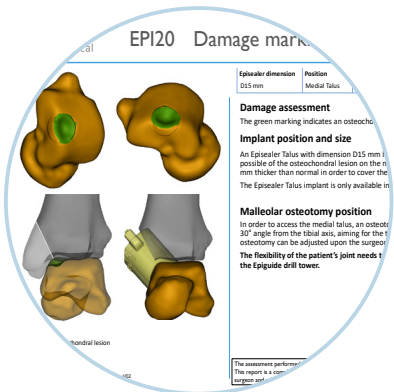 cal
EPI20 Damage mark
Episealer dimension Position
D15 mm Medial Talus
Damage assessment
The green marking indicates an osteocho
Implant position and size
An Episealer Talus with dimension D15 mm i
possible of the osteochondral lesion on the m
mm thicker than normal in order to cover the
The Episealer Talus implant is only available in
Malleolar osteotomy position
In order to access the medial talus, an osteoto
30° angle from the tibial axis, aiming for the t
osteotomy can be adjusted upon the surgeor
The flexibility of the patient's joint needs t
the Epiguide drill tower.
hondral lesion
V02
The assessment performed
This report is a com
surgeon and